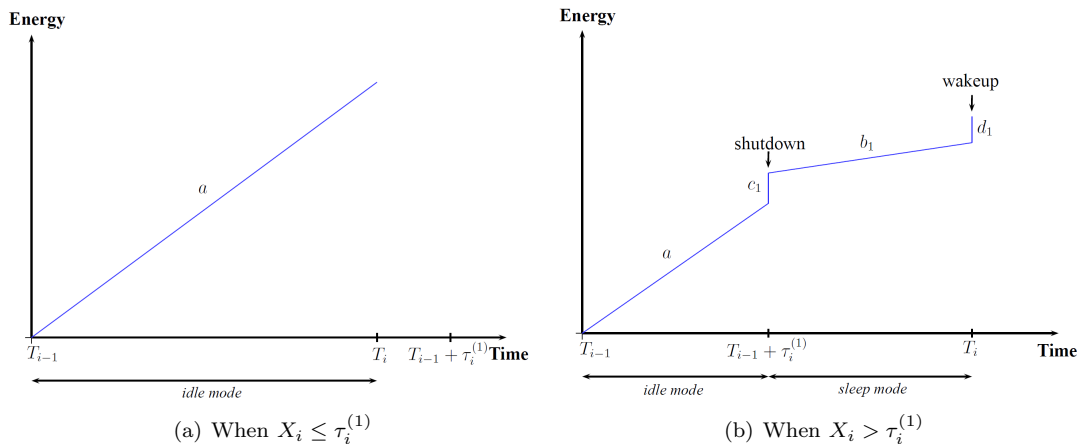 Energy
a
T_{i-1}
T_i
T_{i-1} + τ_i^{(1)}
Time
idle mode
(a) When X_i ≤ τ_i^{(1)}
Energy
wakeup
d_1
shutdown
b_1
c_1
a
T_{i-1}
T_{i-1} + τ_i^{(1)}
T_i
Time
idle mode
sleep mode
(b) When X_i > τ_i^{(1)}